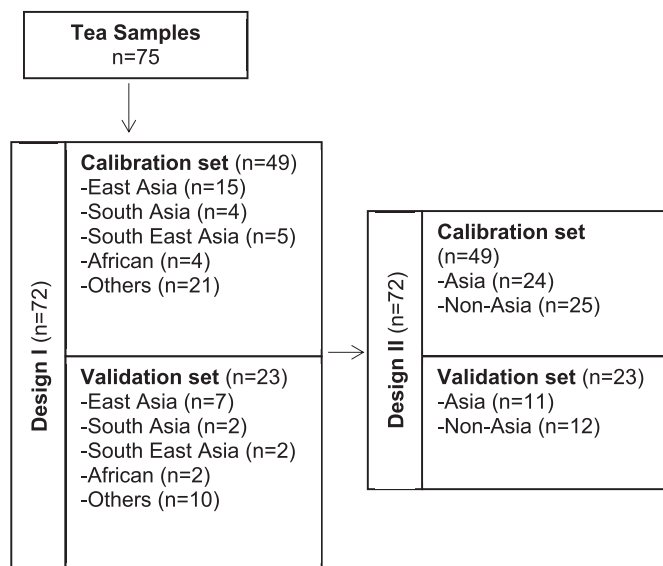 Tea Samples
n=75
Design I (n=72)
Calibration set (n=49)
-East Asia (n=15)
-South Asia (n=4)
-South East Asia (n=5)
-African (n=4)
-Others (n=21)
Validation set (n=23)
-East Asia (n=7)
-South Asia (n=2)
-South East Asia (n=2)
-African (n=2)
-Others (n=10)
Design II (n=72)
Calibration set
(n=49)
-Asia (n=24)
-Non-Asia (n=25)
Validation set (n=23)
-Asia (n=11)
-Non-Asia (n=12)